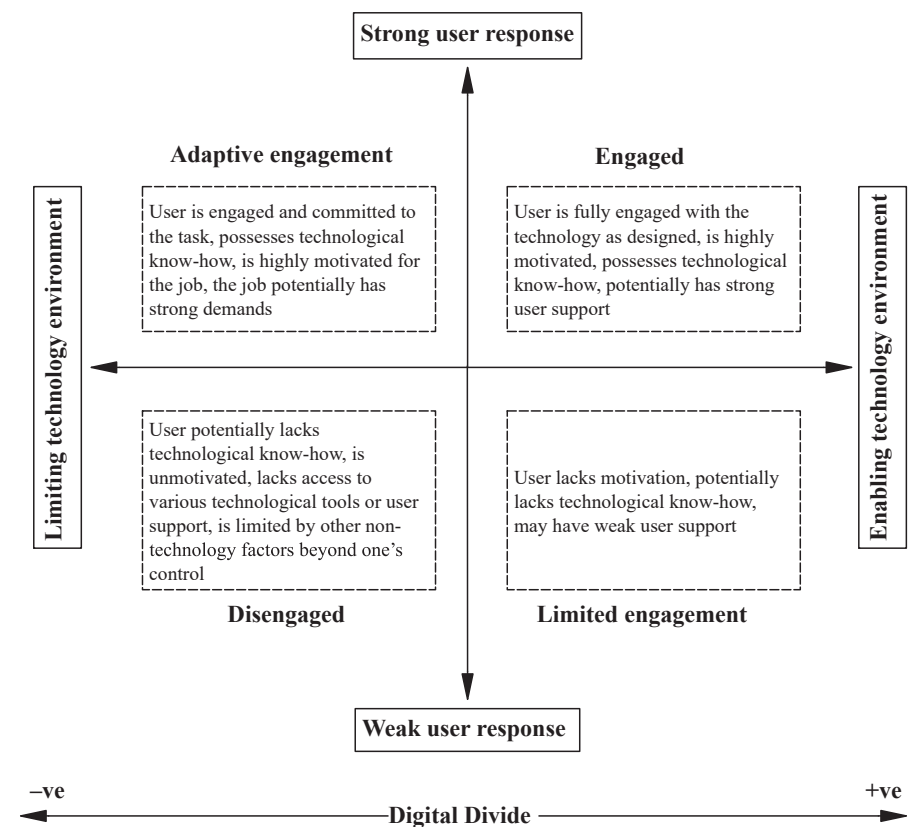 Strong user response
Adaptive engagement
Engaged
Limiting technology environment
User is engaged and committed to
the task, possesses technological
know-how, is highly motivated for
the job, the job potentially has
strong demands
User is fully engaged with the
technology as designed, is highly
motivated, possesses technological
know-how, potentially has strong
user support
Enabling technology environment
User potentially lacks
technological know-how, is
unmotivated, lacks access to
various technological tools or user
support, is limited by other non-
technology factors beyond one's
control
User lacks motivation, potentially
lacks technological know-how,
may have weak user support
Disengaged
Limited engagement
Weak user response
–ve
+ve
Digital Divide